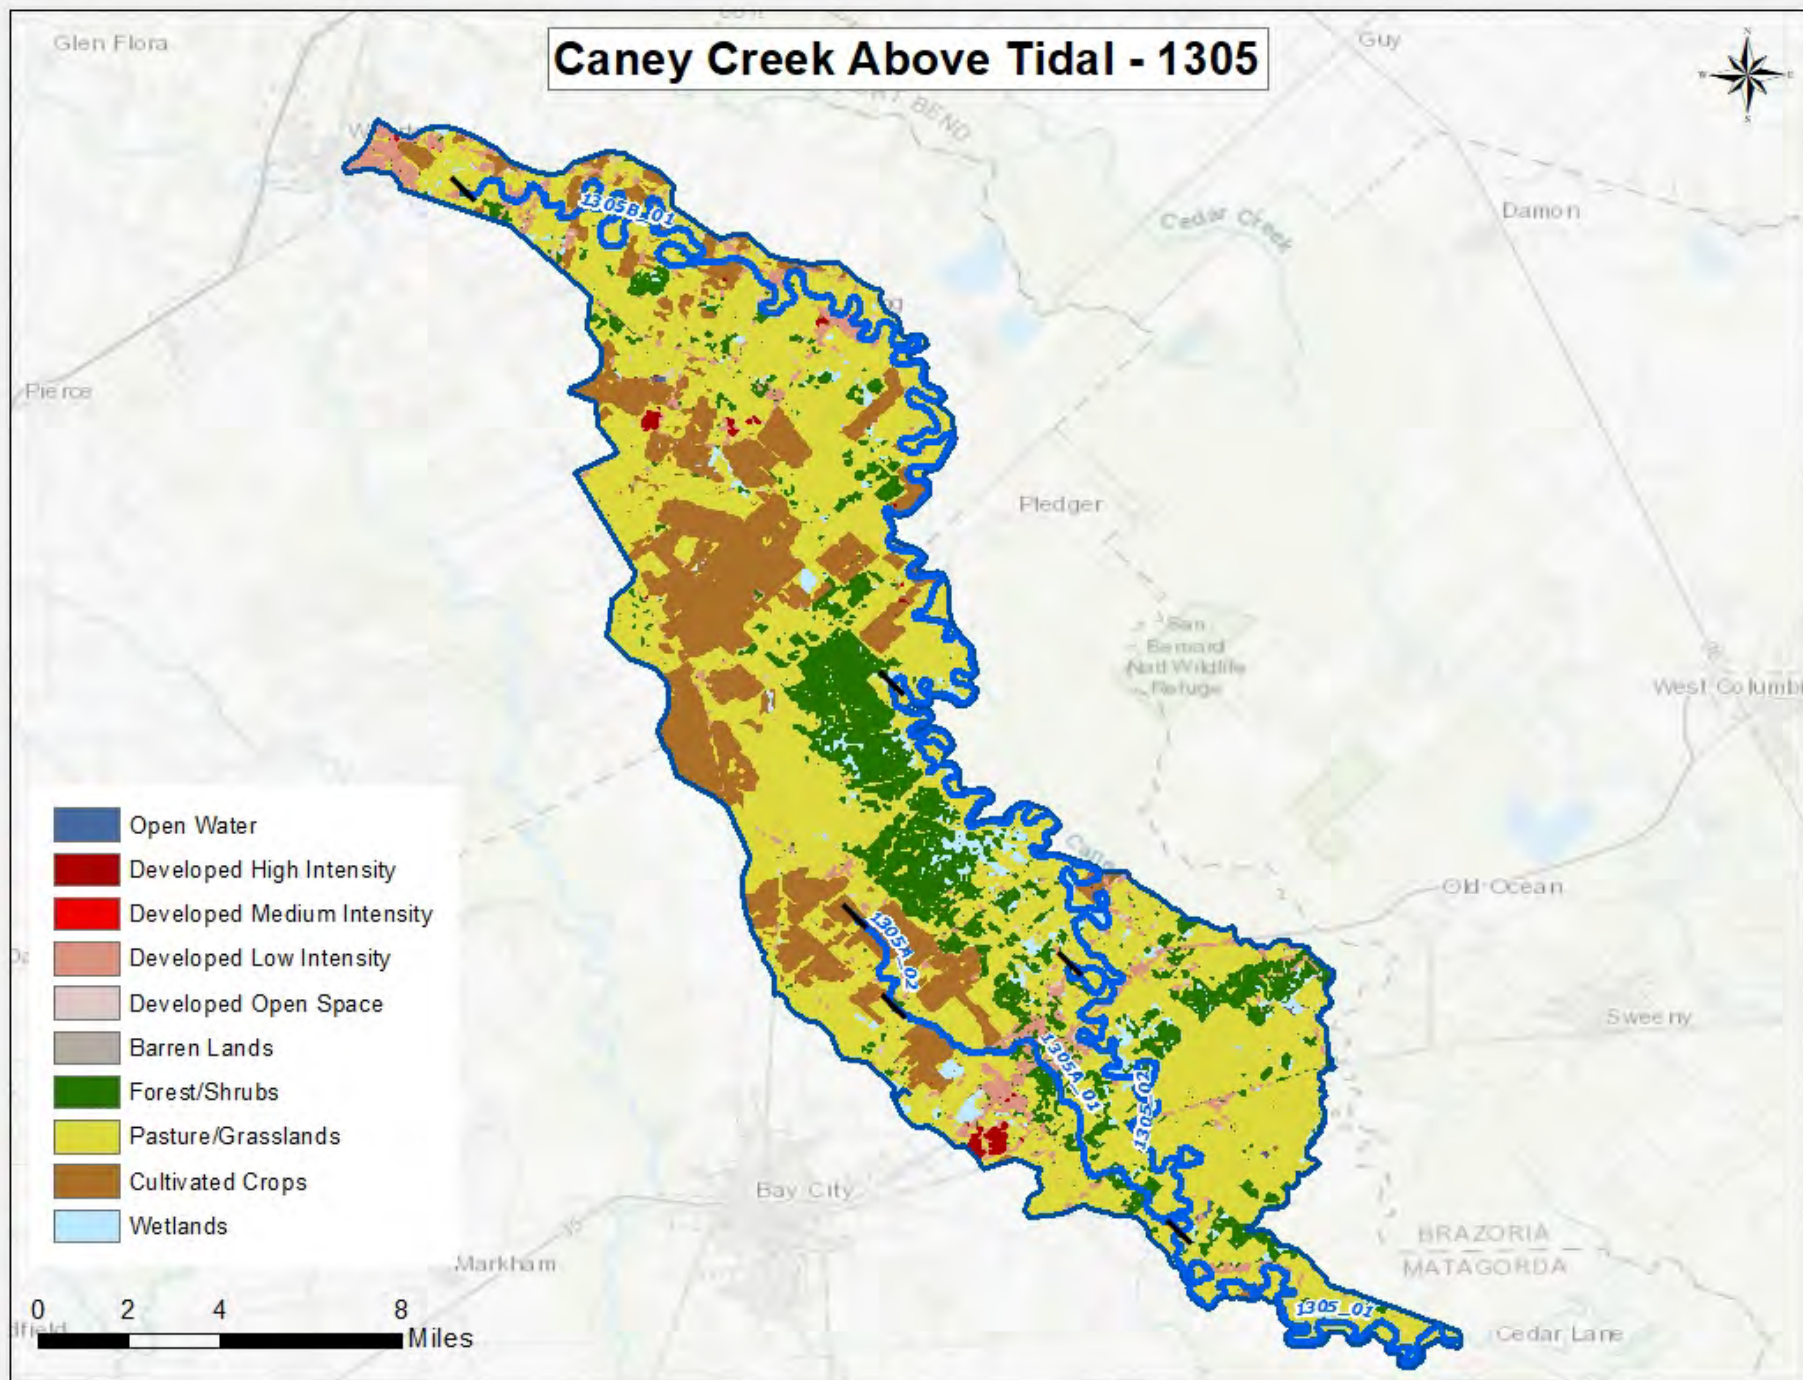 Glen Flora
Caney Creek Above Tidal - 1305
Guy
N
W
E
S
BEND
1305B_01
Cedar Creek
Damon
Pierce
Pledger
San
Bernard
Natl Wildlife
Refuge
West Columbi
Open Water
Developed High Intensity
Developed Medium Intensity
Developed Low Intensity
Developed Open Space
Barren Lands
Forest/Shrubs
Pasture/Grasslands
Cultivated Crops
Wetlands
Caney
Old Ocean
1305A_02
Sweeny
1305A_01
1305_02
Bay City
BRAZORIA
MATAGORDA
Markham
1305_01
Cedar Lane
0 2 4 8
Miles